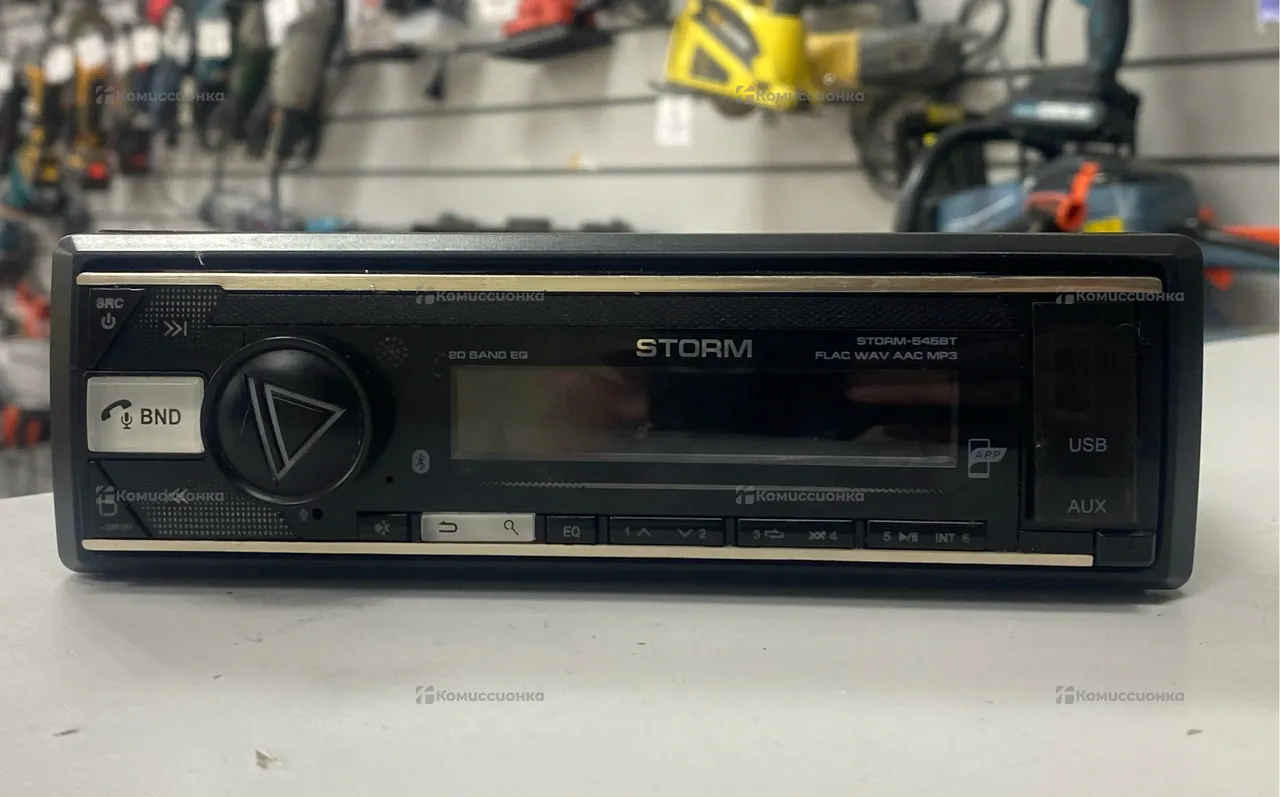 Комиссионка
Комиссионка
Комиссионка
Комиссионка
SRC
20 BAND EQ
STORM
STORM-545BT
FLAC WAV AAC MP3
BND
APP
USB
Комиссионка
Комиссионка
AUX
EQ
1
2
3
4
5
INT 6
Комиссионка
Комиссионка